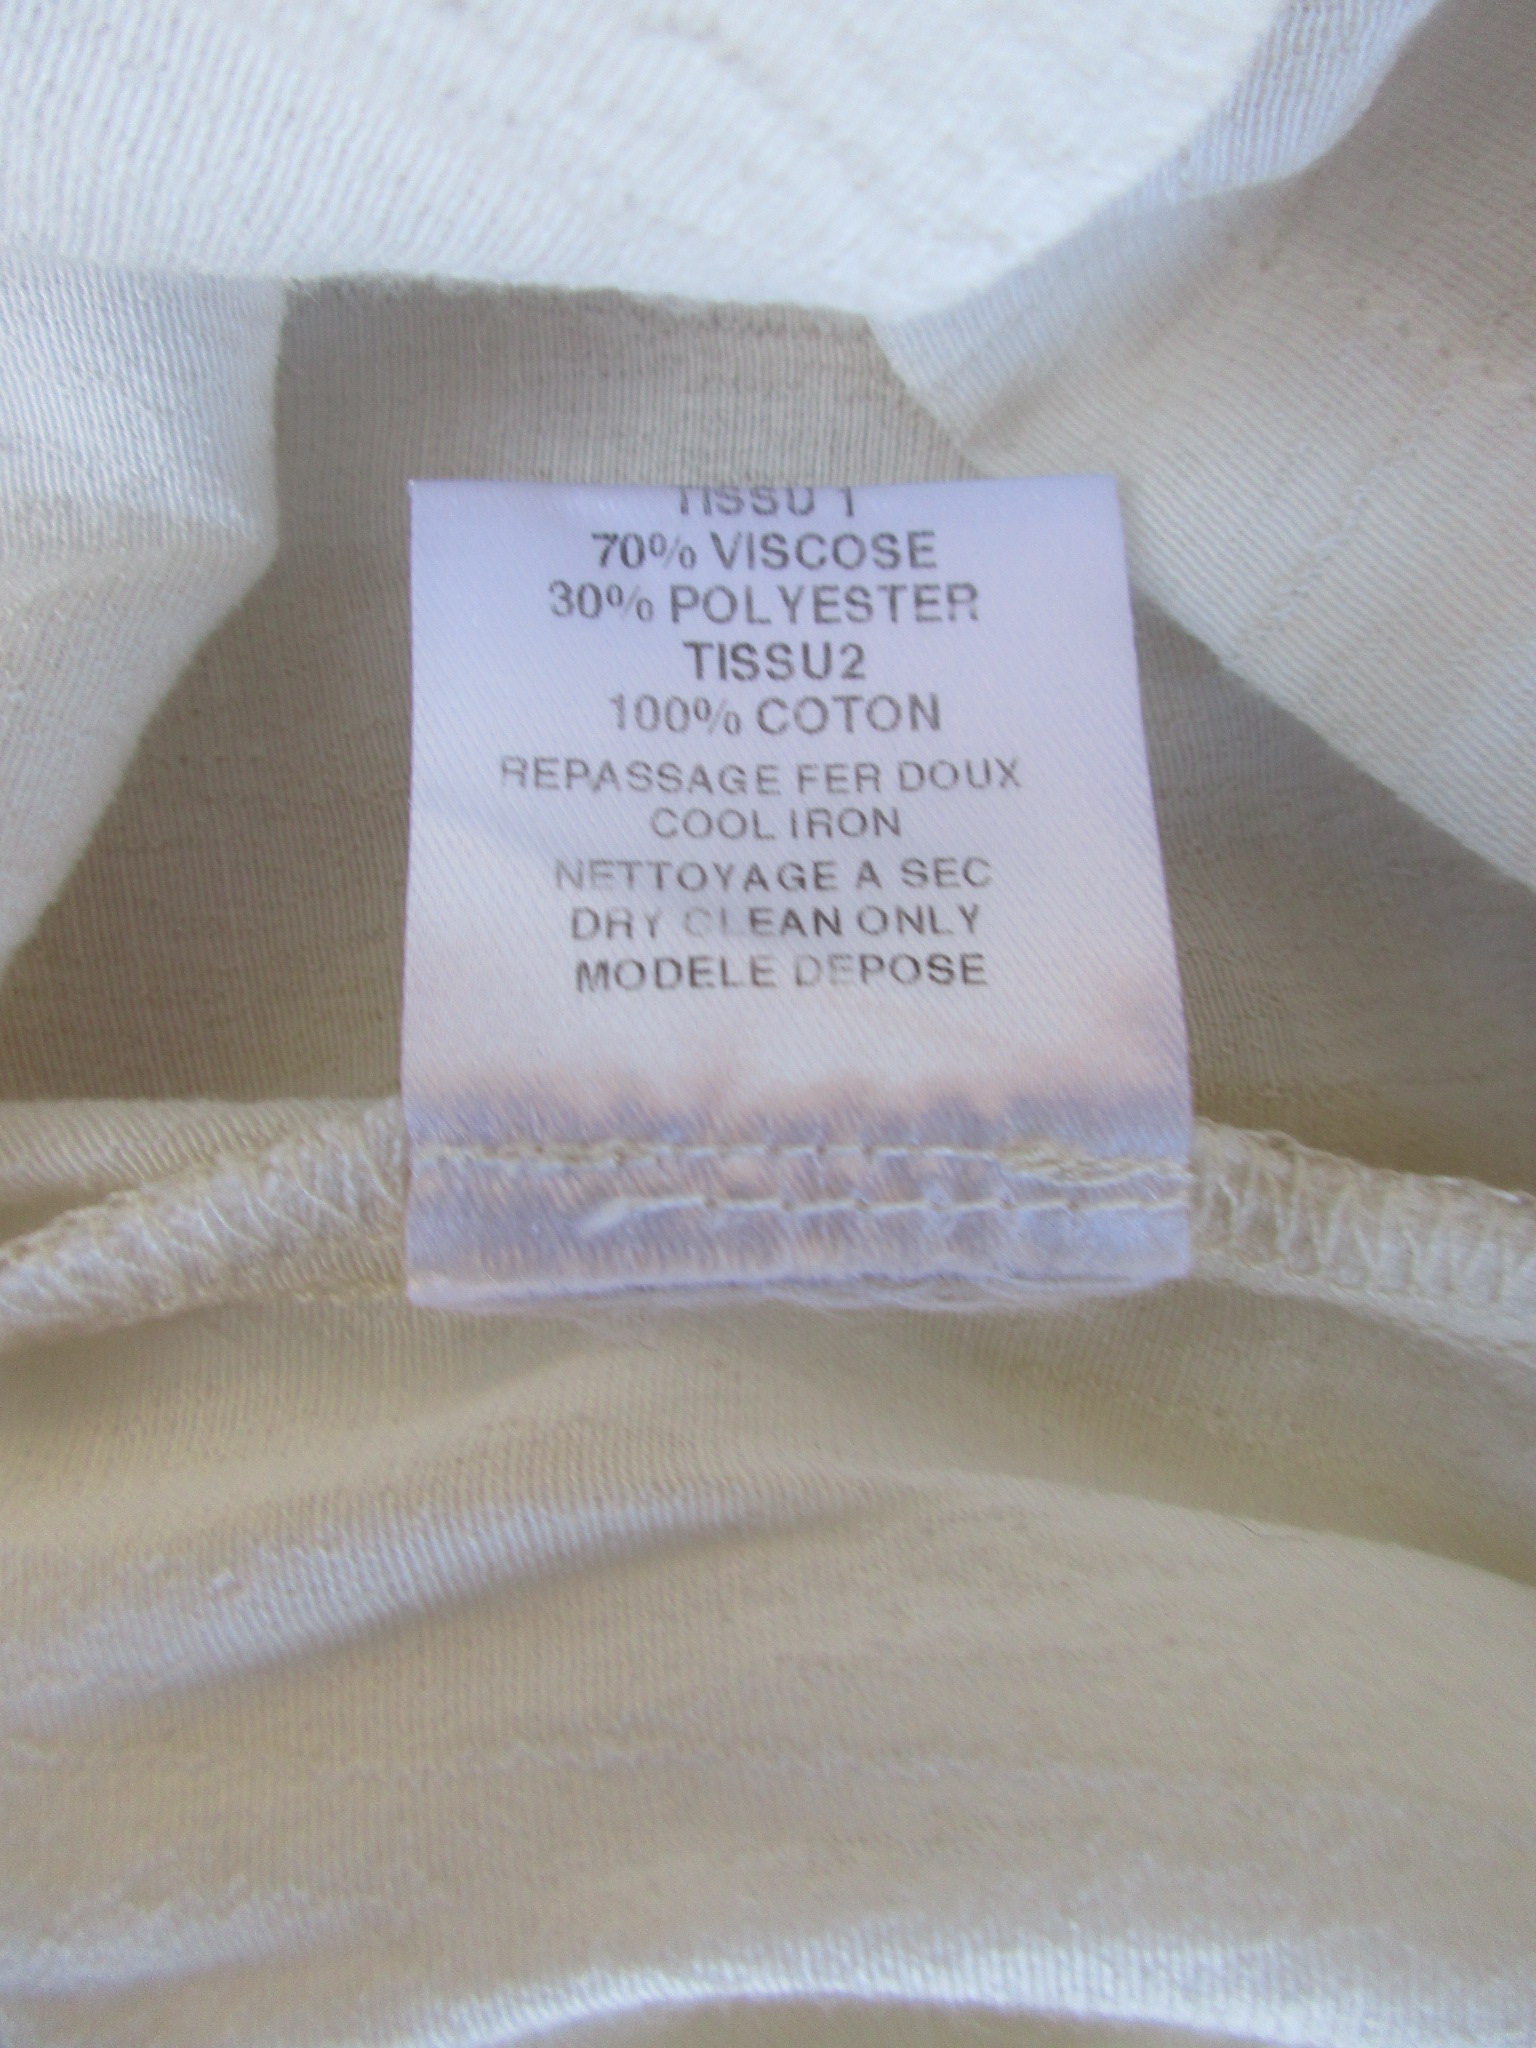 TISSU 1
70% VISCOSE
30% POLYESTER
TISSU2
100% COTON
REPASSAGE FER DOUX
COOL IRON
NETTOYAGE A SEC
DRY CLEAN ONLY
MODELE DEPOSE